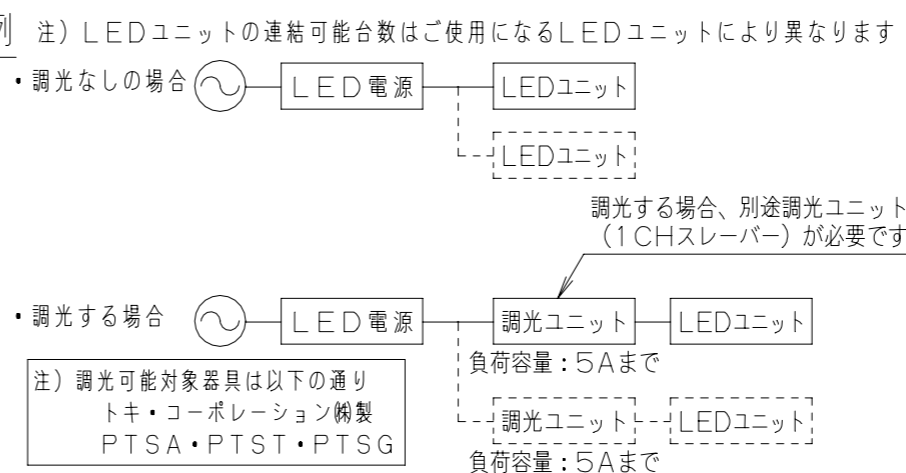 例 注）ＬＥＤユニットの連結可能台数はご使用になるＬＥＤユニットにより異なります
・調光なしの場合 ＬＥＤ電源 LEDユニット
LEDユニット
調光する場合、別途調光ユニット
（１ＣＨスレーバー）が必要です
・調光する場合 ＬＥＤ電源 調光ユニット LEDユニット
負荷容量：５Ａまで
調光ユニット LEDユニット
負荷容量：５Ａまで
注）調光可能対象器具は以下の通り
トキ・コーポレーション㈱製
ＰＴＳＡ・ＰＴＳＴ・ＰＴＳＧ